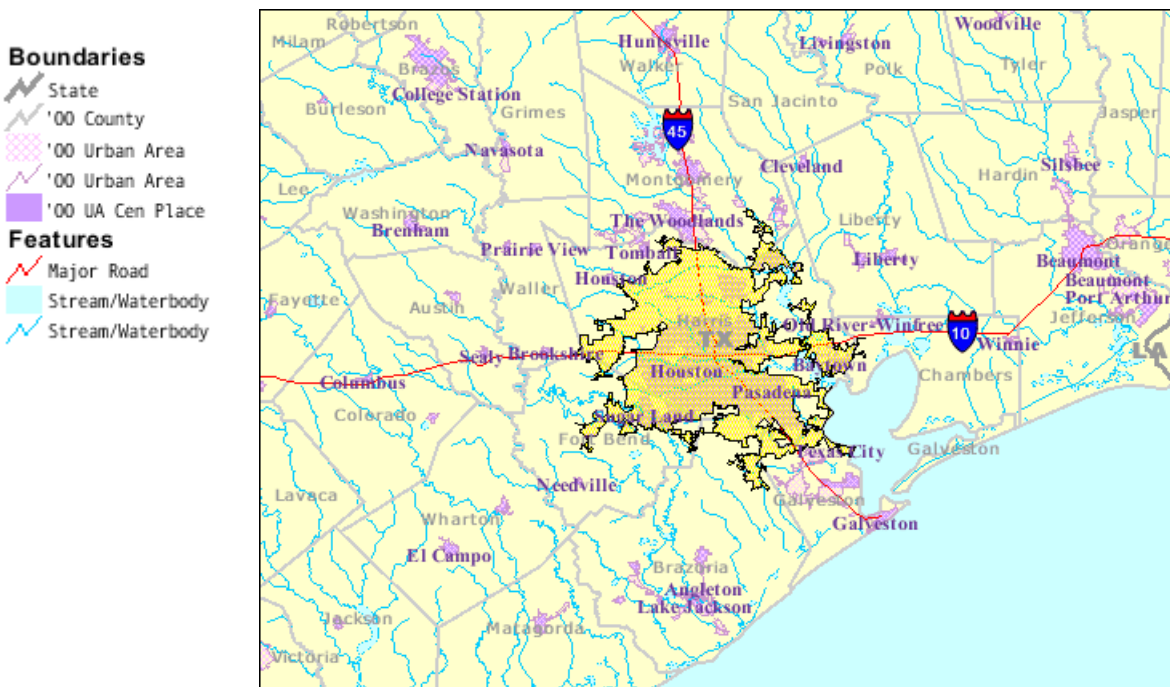 Boundaries
State
'00 County
'00 Urban Area
'00 Urban Area
'00 UA Cen Place
Features
Major Road
Stream/Waterbody
Stream/Waterbody
Robertson
Milam
Huntsville
Walker
Livingston
Polk
Woodville
Tyler
Brazos
College Station
Burleson
Grimes
San Jacinto
Jasper
45
Navasota
Cleveland
Silsbee
Montgomery
Hardin
Lee
Washington
Brenham
The Woodlands
Liberty
Prairie View
Tomball
Liberty
Orange
Beaumont
Houston
Waller
Beaumont
Fayette
Austin
Port Arthur
Jefferson
Harris
Old River-Winfree
10
TX
Winnie
LA
Sealy
Brookshire
Houston
Baytown
Columbus
Pasadena
Chambers
Colorado
Sugar Land
Fort Bend
Texas City
Galveston
Needville
Lavaca
Galveston
Wharton
Galveston
El Campo
Brazoria
Angleton
Lake Jackson
Jackson
Matagorda
Victoria